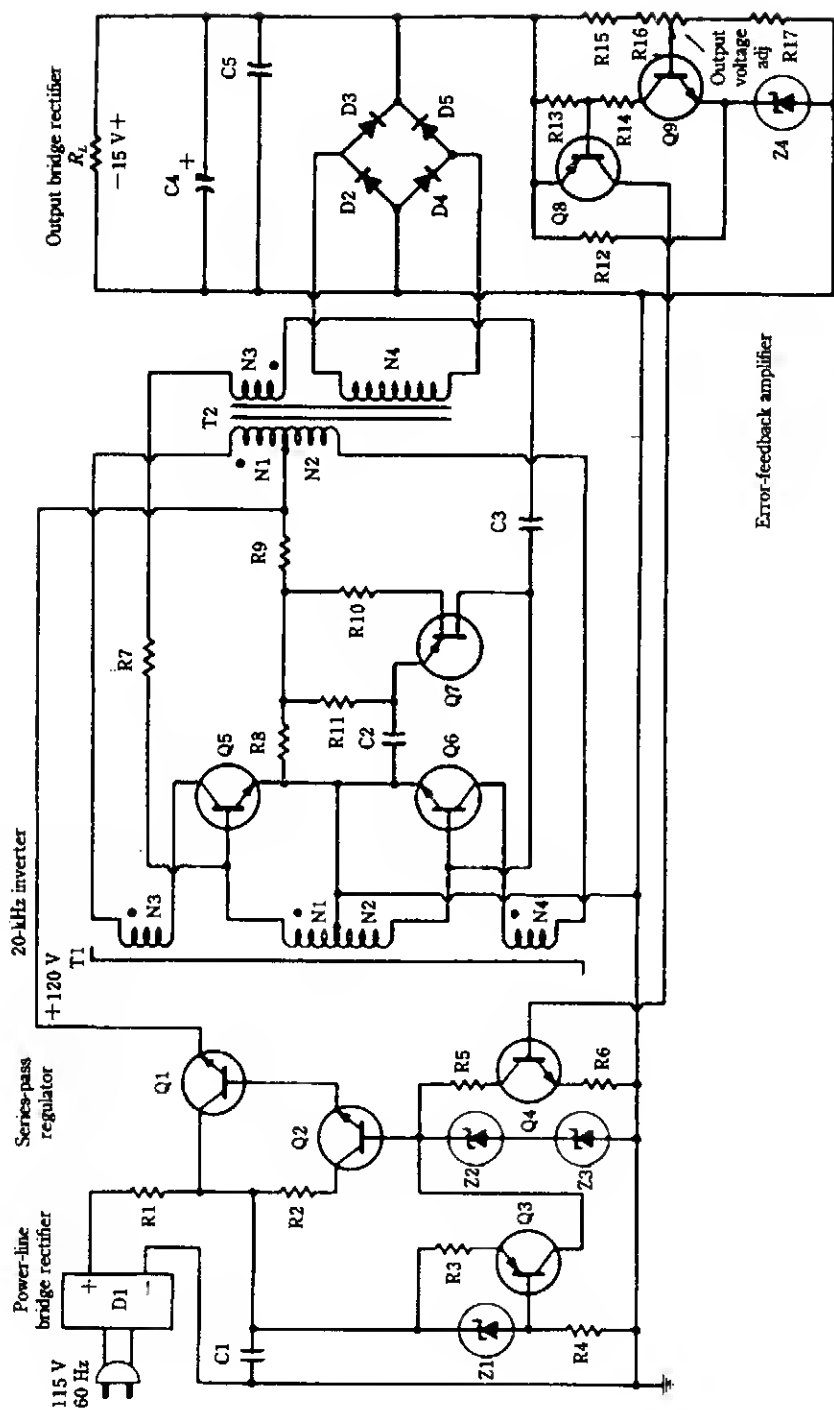 115 V
60 Hz
Power-line
bridge rectifier
Series-pass
regulator
20-kHz inverter
Output bridge rectifier
R_L
− 15 V +
D1
+
−
R1
Q1
+120 V
T1
N3
R7
T2
N1
N3
C4
+
C5
C1
R2
Q2
N1
N2
Q5
R8
R9
N2
N4
D2
D3
D4
D5
R3
Z1
Q3
R4
Z2
Z3
R5
Q4
R6
N4
Q6
C2
R11
Q7
R10
C3
R12
Q8
R13
R14
Q9
Z4
R15
R16
R17
Output
voltage
adj
Error-feedback amplifier